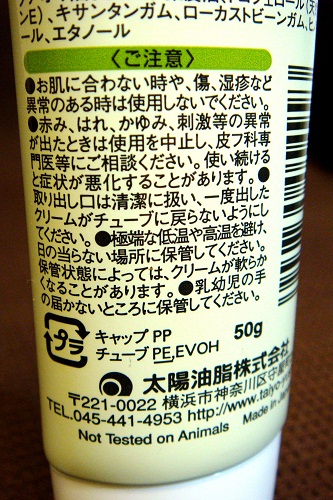 ンE)、キサンタンガム、ローカストビーンガム、ヒ
ール、エタノール
〈ご注意〉
●お肌に合わない時や、傷、湿疹など
異常のある時は使用しないでください。
●赤み、はれ、かゆみ、刺激等の異常
が出たときは使用を中止し、皮フ科専
門医等にご相談ください。使い続ける
と症状が悪化することがあります。●
取り出し口は清潔に扱い、一度出した
クリームがチューブに戻らないようにし
てください。●極端な低温や高温を避け、
日の当らない場所に保管してください。
保管状態によっては、クリームが軟らか
くなることがあります。●乳幼児の手
の届かないところに保管してください。
プラ
キャップ PP
チューブ PE,EVOH
50g
太陽油脂株式会社
〒221-0022 横浜市神奈川区守屋
TEL.045-441-4953 http://www.taiyo-y
Not Tested on Animals Made in